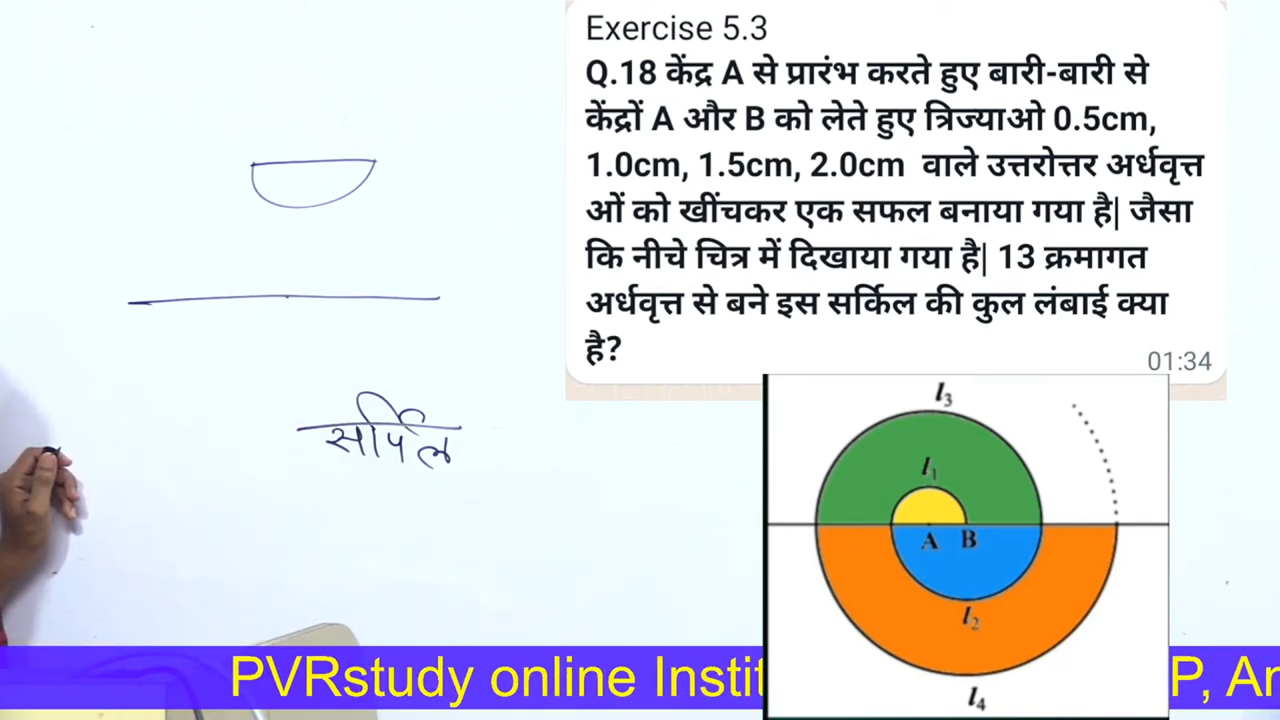 Exercise 5.3
Q.18 केंद्र A से प्रारंभ करते हुए बारी-बारी से
केंद्रों A और B को लेते हुए त्रिज्याओ 0.5cm,
1.0cm, 1.5cm, 2.0cm वाले उत्तरोत्तर अर्धवृत्त
ओं को खींचकर एक सफल बनाया गया है| जैसा
कि नीचे चित्र में दिखाया गया है| 13 क्रमागत
अर्धवृत्त से बने इस सर्किल की कुल लंबाई क्या
है?
01:34
सर्पिल
l₃
l₁
A B
l₂
l₄
PVRstudy online Instit
P, Ar